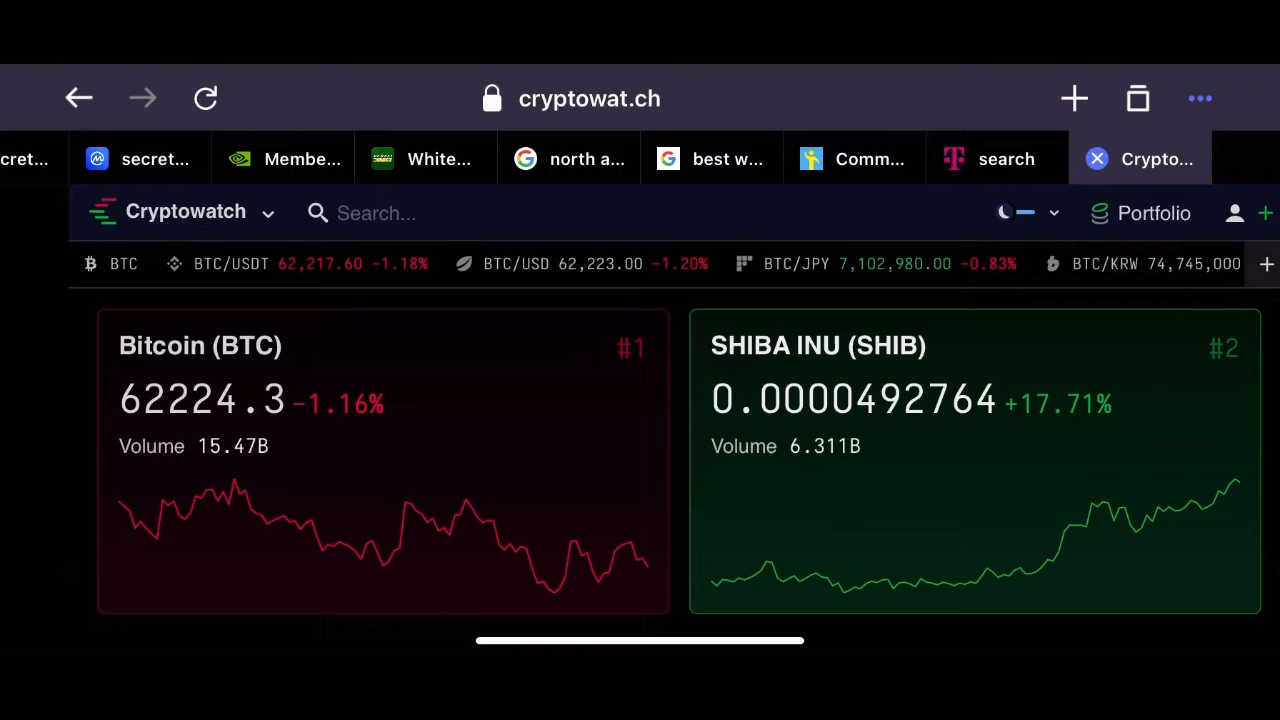 cryptowat.ch
cret... secret... Membe... White... north a... best w... Comm... search Crypto...
Cryptowatch Search... Portfolio
BTC BTC/USDT 62,217.60 -1.18% BTC/USD 62,223.00 -1.20% BTC/JPY 7,102,980.00 -0.83% BTC/KRW 74,745,000
Bitcoin (BTC) #1 SHIBA INU (SHIB) #2
62224.3 -1.16% 0.0000492764 +17.71%
Volume 15.47B Volume 6.311B